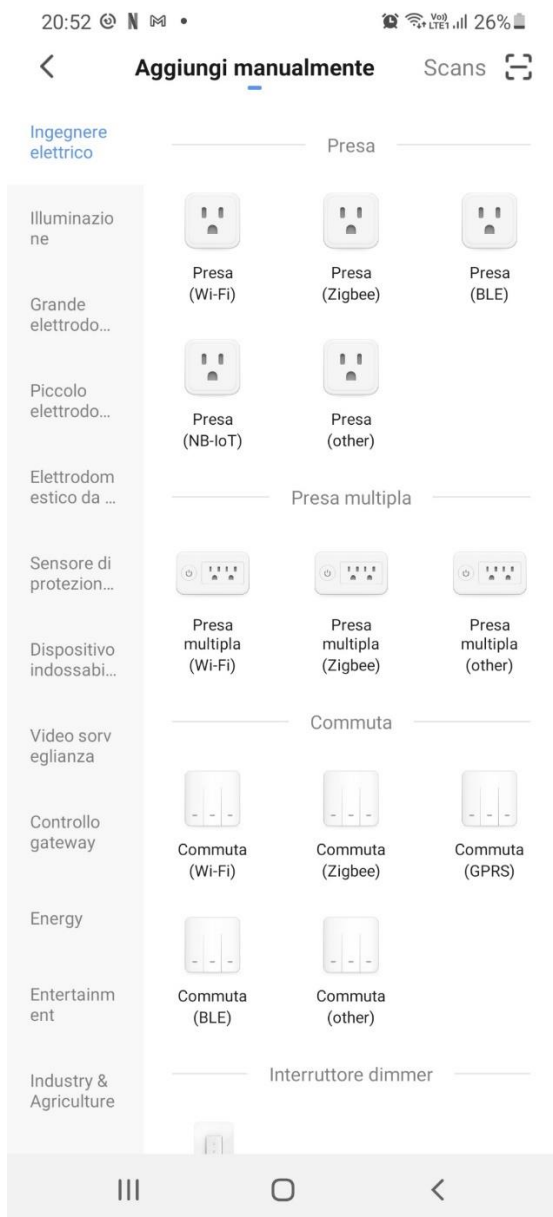 20:52 N M • Vo)) LTE1 26%
Aggiungi manualmente Scans
Ingegnere
elettrico
Illuminazio
ne
Grande
elettrodo...
Piccolo
elettrodo...
Elettrodom
estico da ...
Sensore di
protezion...
Dispositivo
indossabi...
Video sorv
eglianza
Controllo
gateway
Energy
Entertainm
ent
Industry &
Agriculture
Presa
Presa
(Wi-Fi)
Presa
(Zigbee)
Presa
(BLE)
Presa
(NB-IoT)
Presa
(other)
Presa multipla
Presa
multipla
(Wi-Fi)
Presa
multipla
(Zigbee)
Presa
multipla
(other)
Commuta
Commuta
(Wi-Fi)
Commuta
(Zigbee)
Commuta
(GPRS)
Commuta
(BLE)
Commuta
(other)
Interruttore dimmer